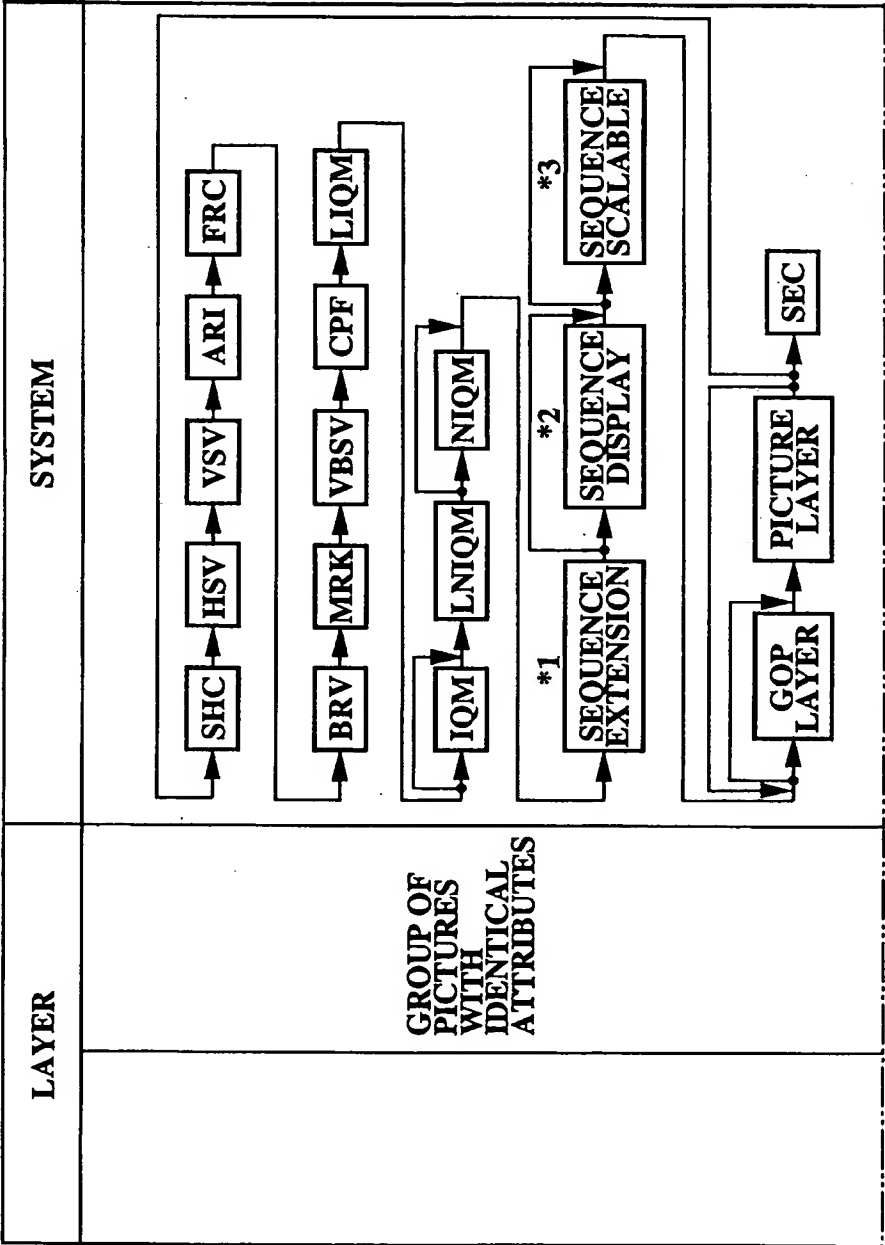 LAYER
SYSTEM
GROUP OF
PICTURES
WITH
IDENTICAL
ATTRIBUTES
SHC
HSV
VSV
ARI
FRC
BRV
MRK
VBSV
CPF
LIQM
IQM
LNIQM
NIQM
*1
SEQUENCE
EXTENSION
*2
SEQUENCE
DISPLAY
*3
SEQUENCE
SCALABLE
GOP
LAYER
PICTURE
LAYER
SEC